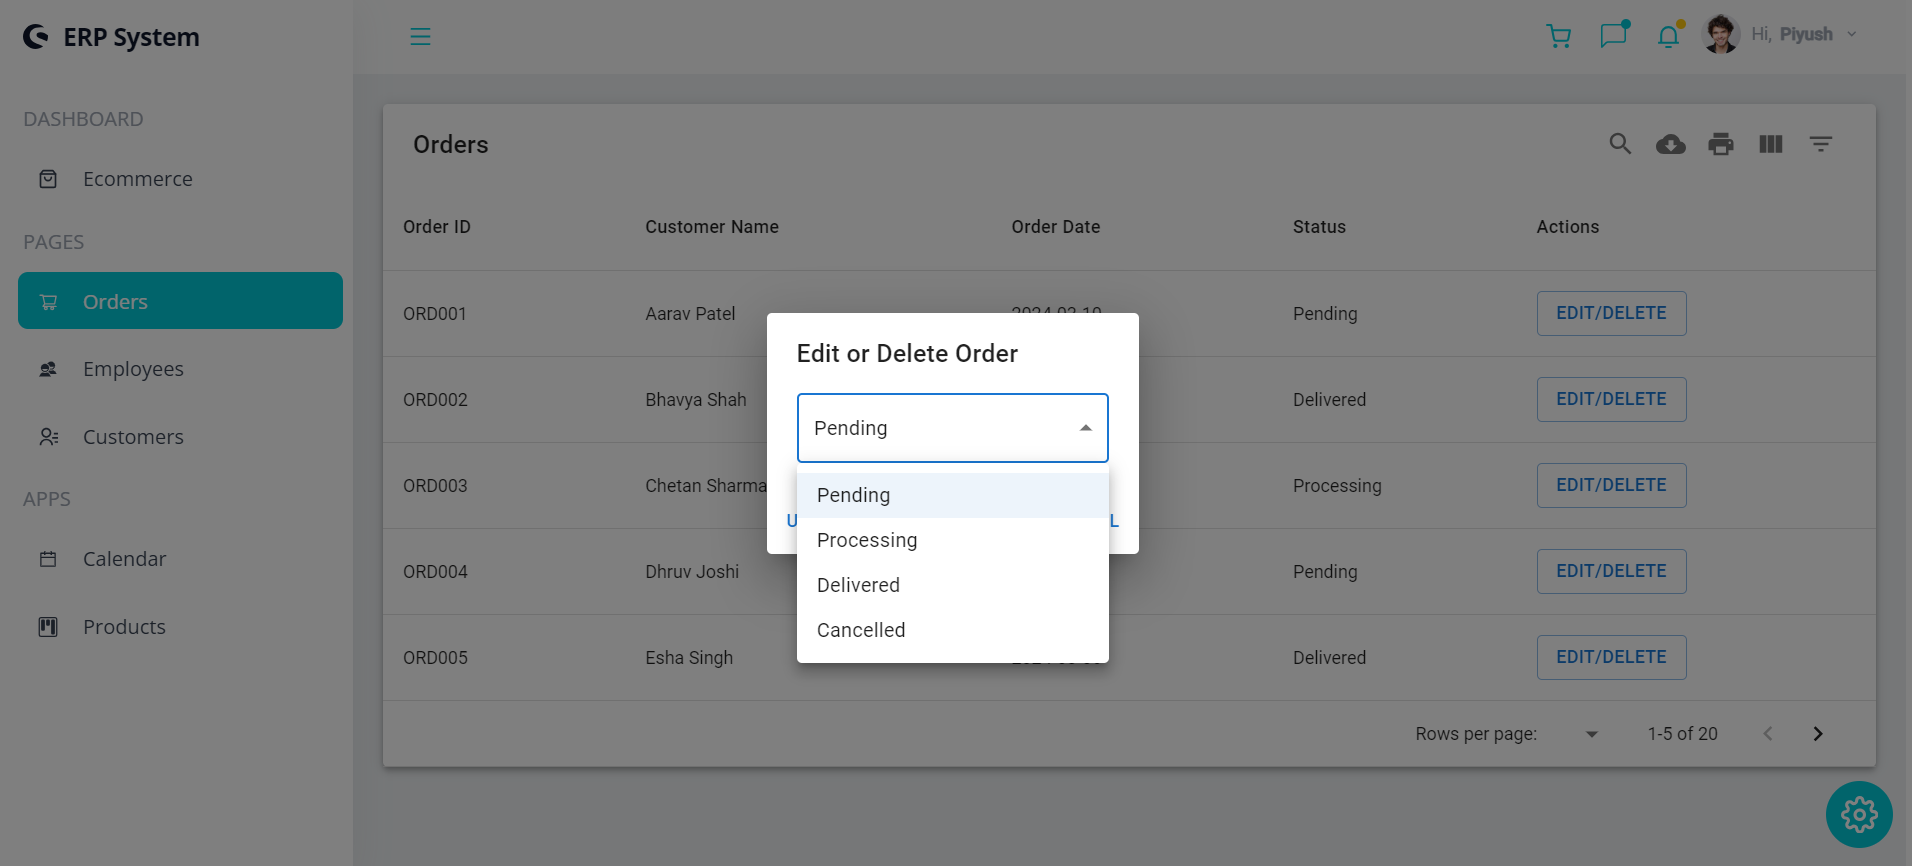 ERP System
Hi, Piyush
DASHBOARD
Ecommerce
PAGES
Orders
Employees
Customers
APPS
Calendar
Products
Orders
Order ID Customer Name Order Date Status Actions
ORD001 Aarav Patel Pending EDIT/DELETE
ORD002 Bhavya Shah Delivered EDIT/DELETE
ORD003 Chetan Sharma Processing EDIT/DELETE
ORD004 Dhruv Joshi Pending EDIT/DELETE
ORD005 Esha Singh Delivered EDIT/DELETE
Rows per page: 1-5 of 20
Edit or Delete Order
Pending
Pending
Processing
Delivered
Cancelled